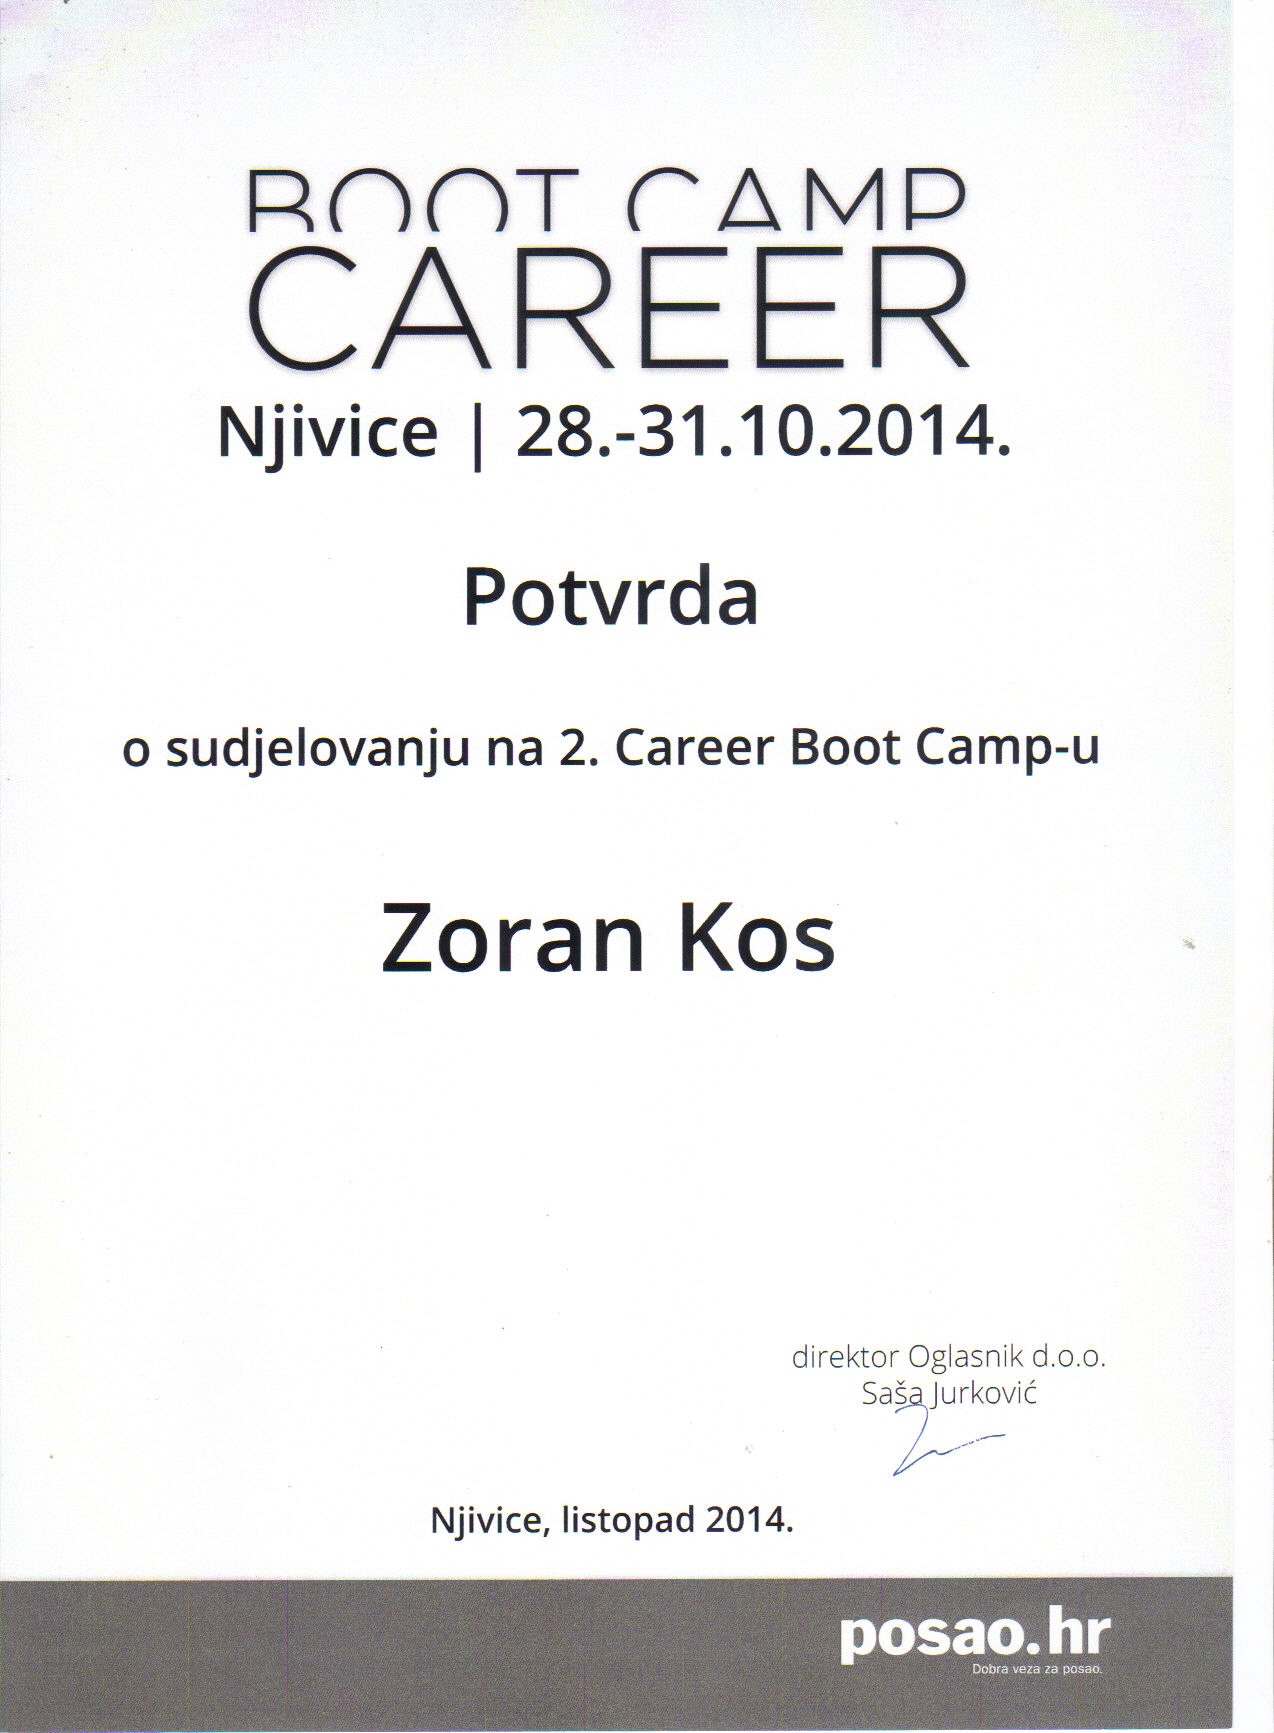 BOOT CAMP
CAREER
Njivice | 28.-31.10.2014.
Potvrda
o sudjelovanju na 2. Career Boot Camp-u
Zoran Kos
direktor Oglasnik d.o.o.
Saša Jurković
Njivice, listopad 2014.
posao.hr
Dobra veza za posao.